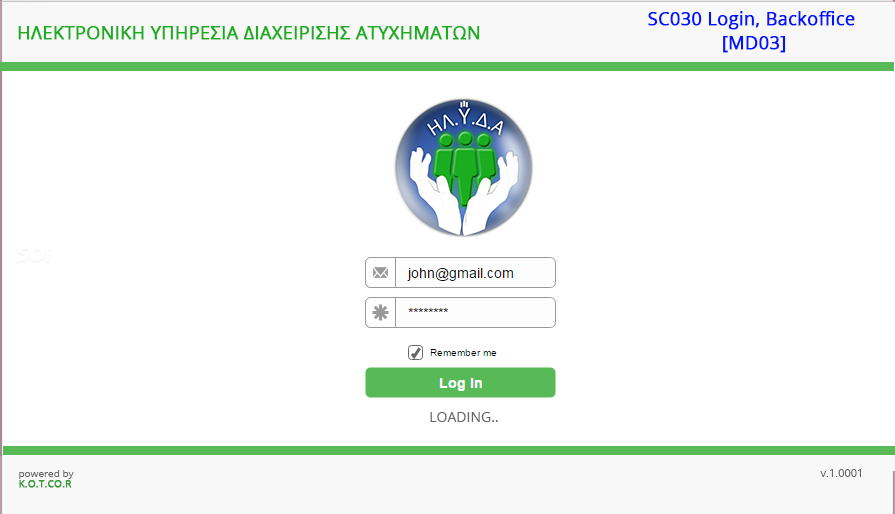 ΗΛΕΚΤΡΟΝΙΚΗ ΥΠΗΡΕΣΙΑ ΔΙΑΧΕΙΡΙΣΗΣ ΑΤΥΧΗΜΑΤΩΝ
SC030 Login, Backoffice
[MD03]
ΗΛ.Υ.Δ.Α
john@gmail.com
********
Remember me
Log In
LOADING..
powered by
K.O.T.CO.R
v.1.0001